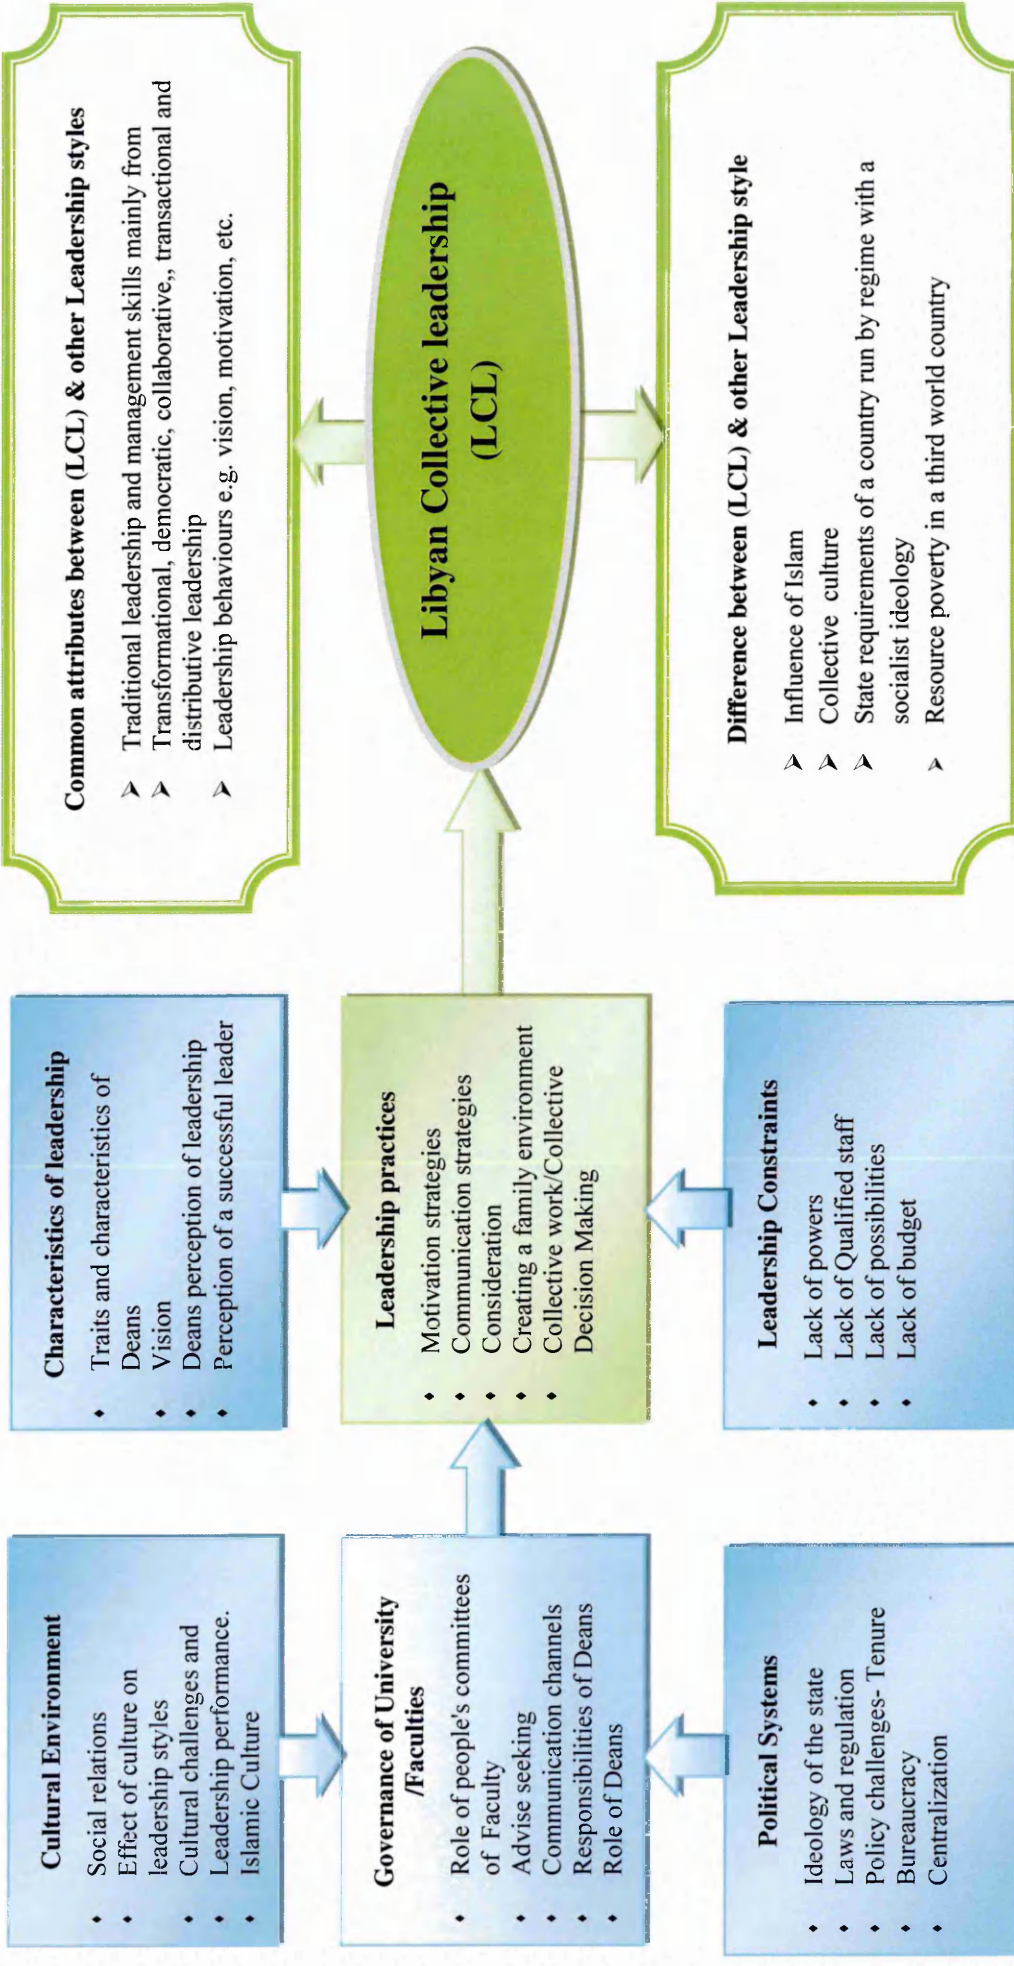 Cultural Environment
Social relations
Effect of culture on
leadership styles
Cultural challenges and
Leadership performance.
Islamic Culture
Governance of University
/Faculties
Role of people's committees
of Faculty
Advise seeking
Communication channels
Responsibilities of Deans
Role of Deans
Political Systems
Ideology of the state
Laws and regulation
Policy challenges- Tenure
Bureaucracy
Centralization
Characteristics of leadership
Traits and characteristics of
Deans
Vision
Deans perception of leadership
Perception of a successful leader
Leadership practices
Motivation strategies
Communication strategies
Consideration
Creating a family environment
Collective work/Collective
Decision Making
Leadership Constraints
Lack of powers
Lack of Qualified staff
Lack of possibilities
Lack of budget
Common attributes between (LCL) & other Leadership styles
Traditional leadership and management skills mainly from
Transformational, democratic, collaborative,, transactional and
distributive leadership
Leadership behaviours e.g. vision, motivation, etc.
Libyan Collective leadership
(LCL)
Difference between (LCL) & other Leadership style
Influence of Islam
Collective culture
State requirements of a country run by regime with a
socialist ideology
Resource poverty in a third world country